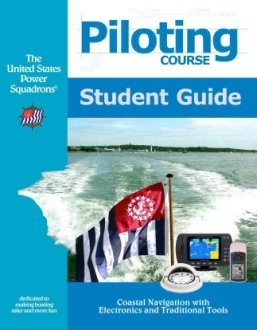 Piloting
COURSE
Student Guide
The
United States
Power
Squadrons®
dedicated to
making boating
safer and more fun
Coastal Navigation with
Electronics and Traditional Tools